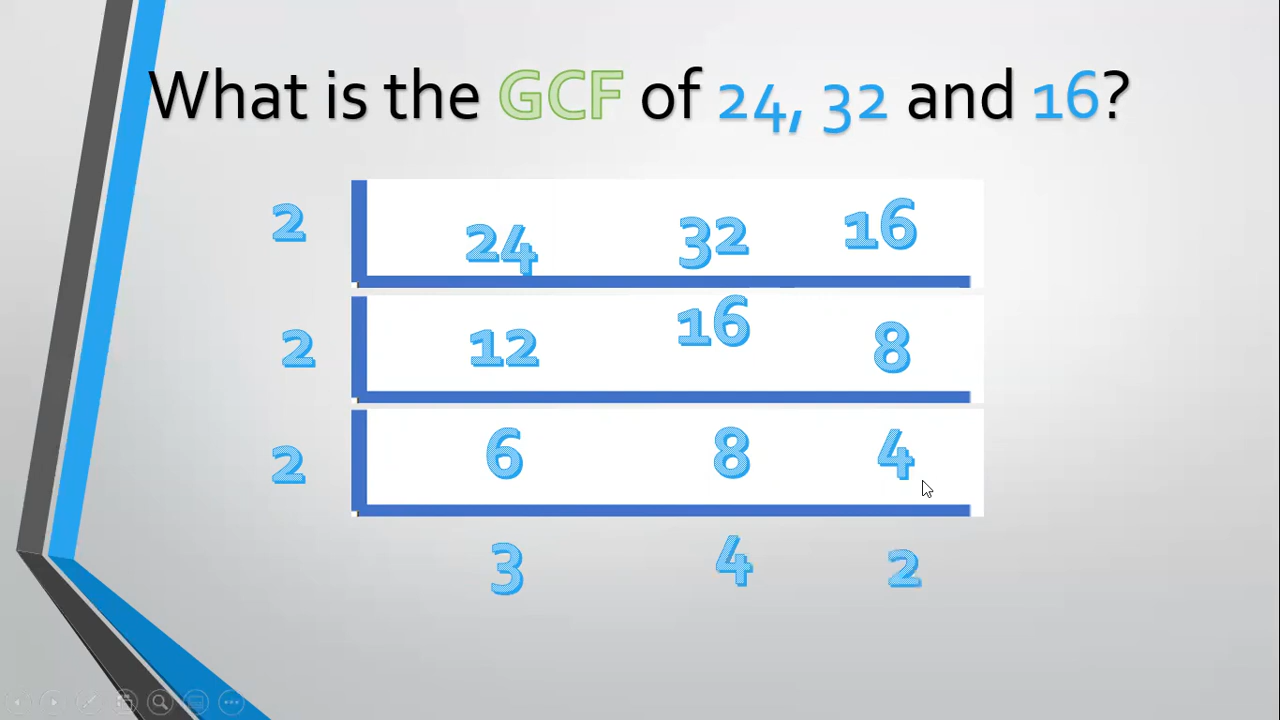 What is the GCF of 24, 32 and 16?
2 24 32 16
2 12 16 8
2 6 8 4
3 4 2